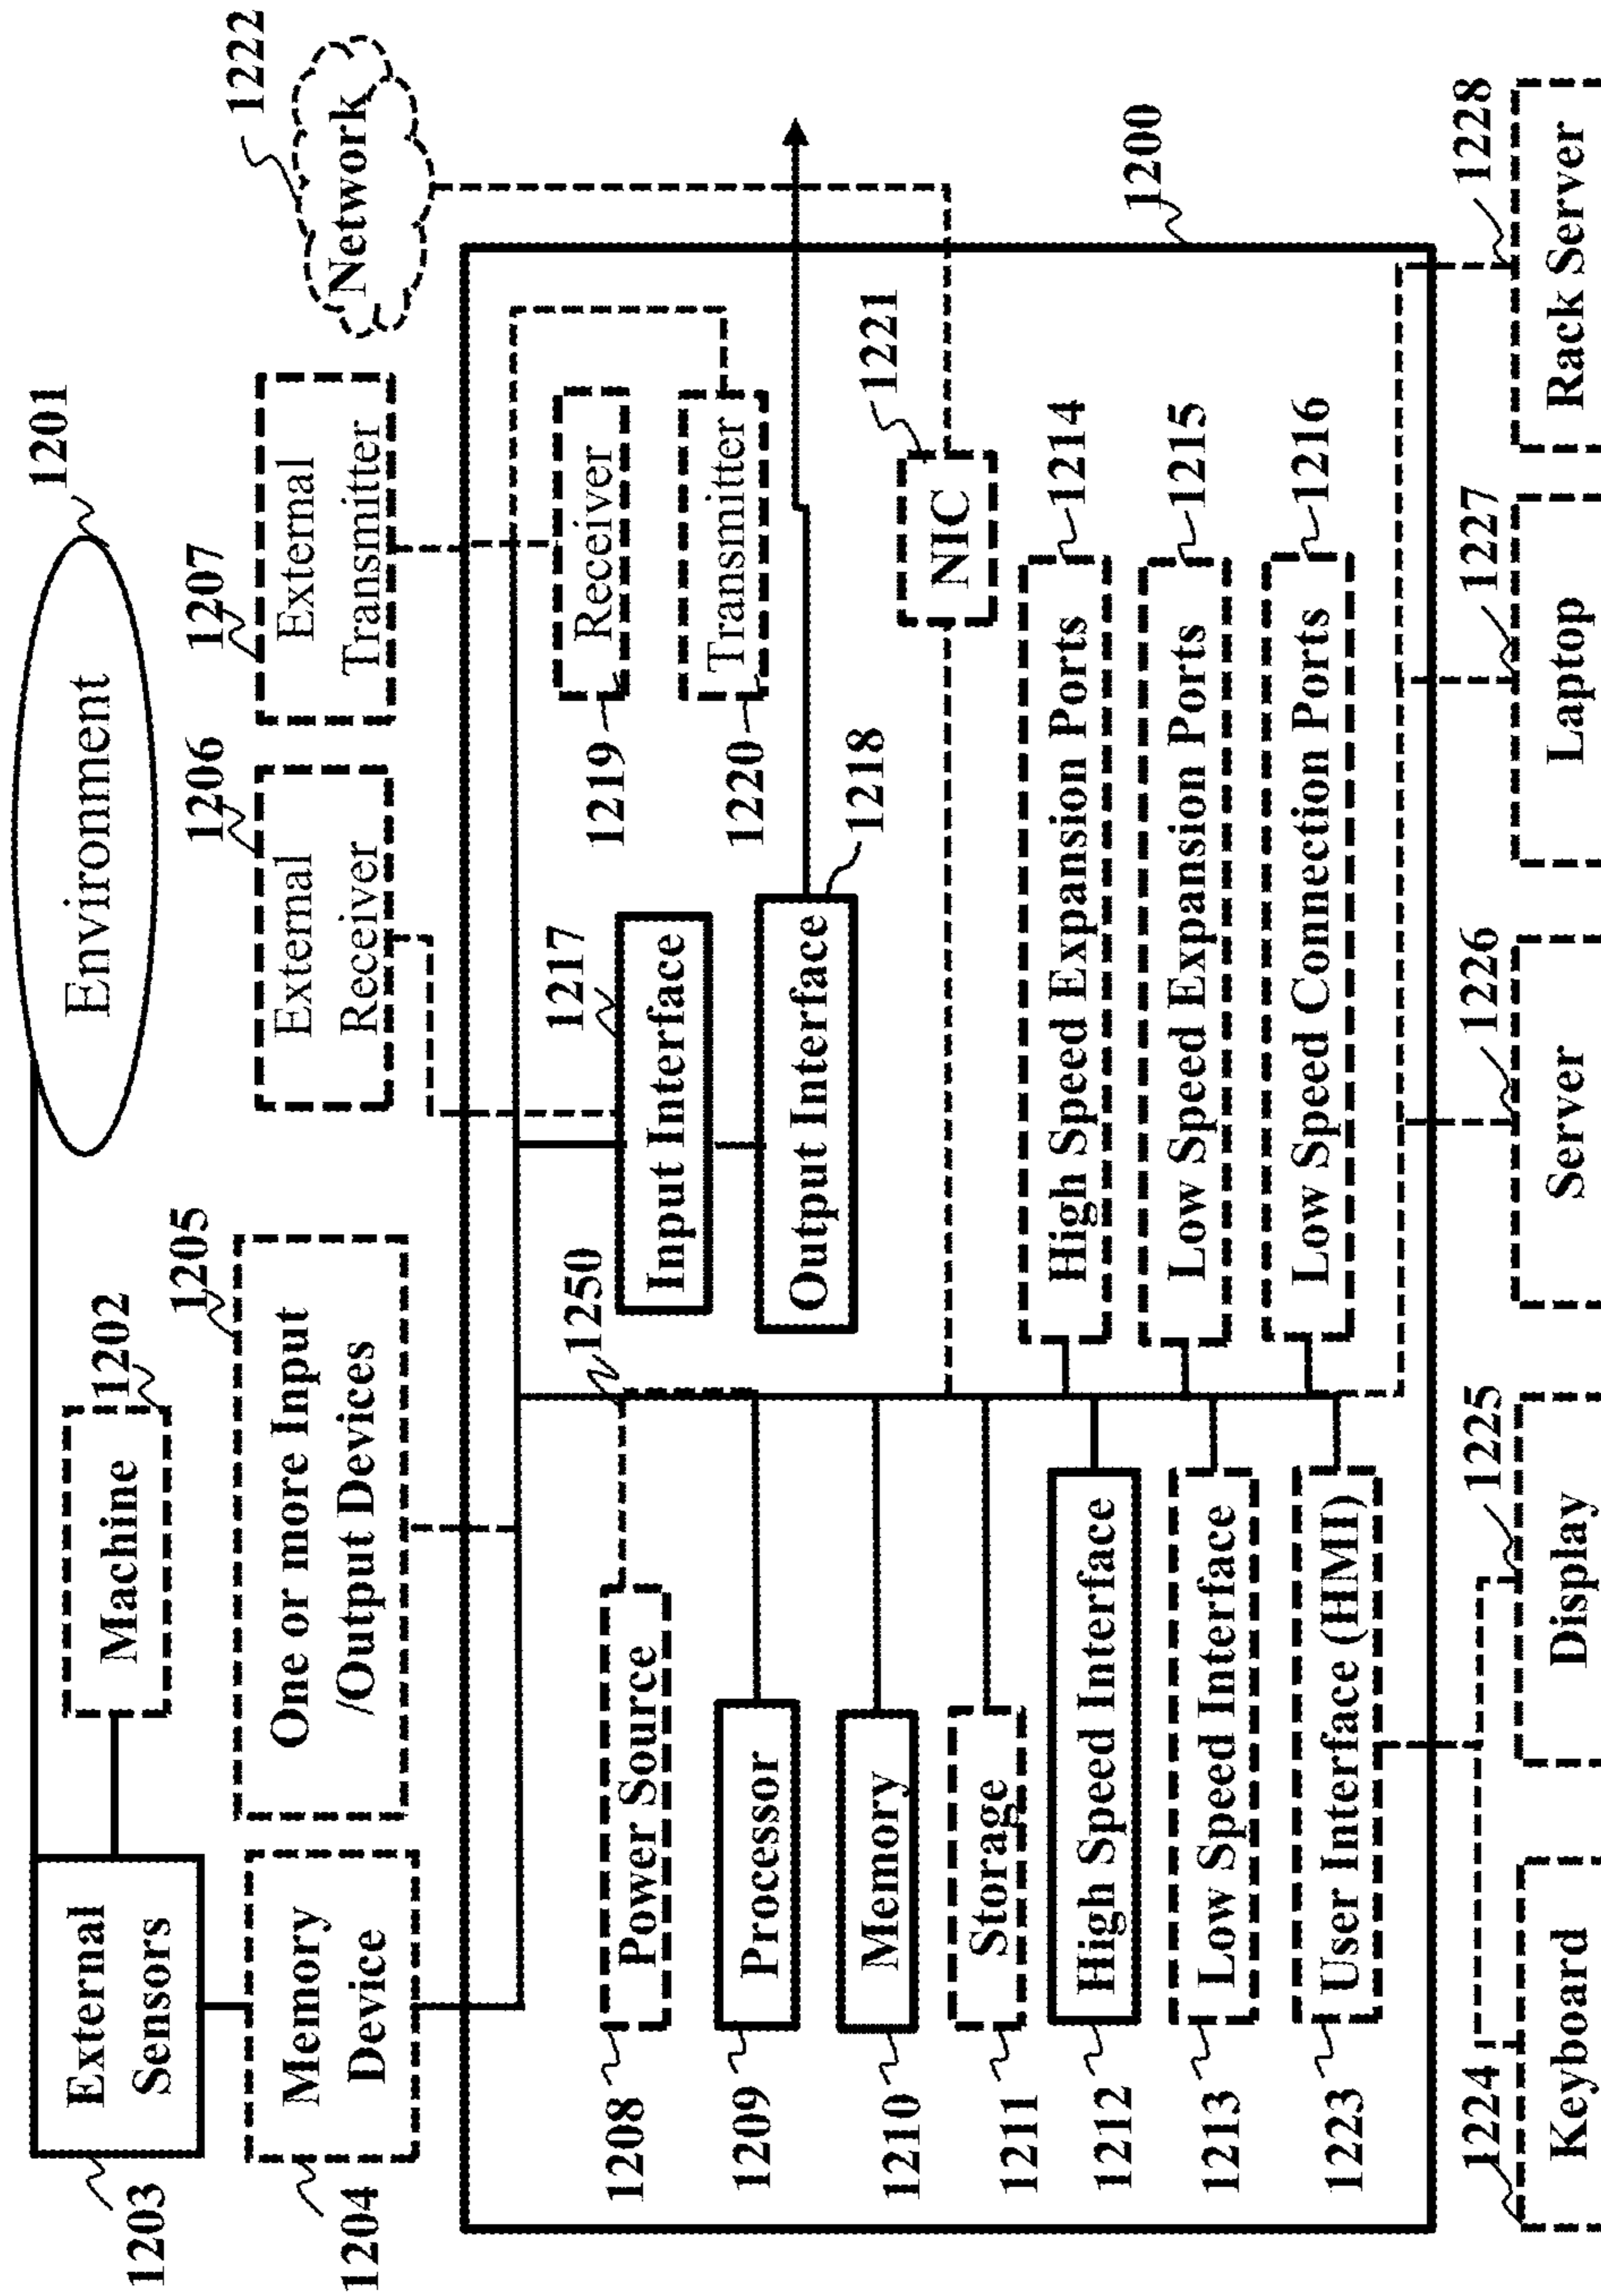 1201
Environment
1202
Machine
1203
External
Sensors
1204
Memory
Device
1205
One or more Input
/Output Devices
1206
External
Receiver
1207
External
Transmitter
1222
Network
1250
1208
Power Source
1209
Processor
1210
Memory
1211
Storage
1212
High Speed Interface
1213
Low Speed Interface
1223
User Interface (HMI)
1217
Input Interface
Output Interface
1218
1219
Receiver
1220
Transmitter
1221
NIC
High Speed Expansion Ports
1214
Low Speed Expansion Ports
1215
Low Speed Connection Ports
1216
1200
1224
Keyboard
1225
Display
1226
Server
1227
Laptop
1228
Rack Server